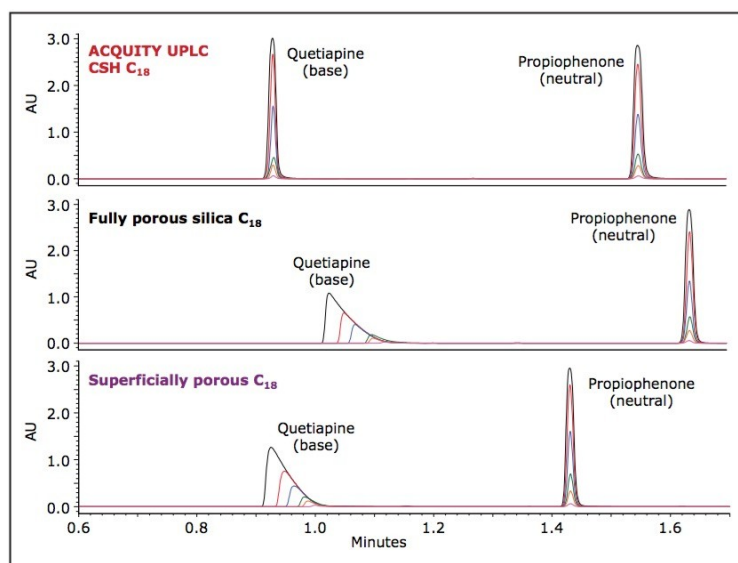 3.0
ACQUITY UPLC
CSH C₁₈
Quetiapine
(base)
Propiophenone
(neutral)
2.0
AU
1.0
0.0
3.0
Fully porous silica C₁₈
Propiophenone
(neutral)
2.0
AU
Quetiapine
(base)
1.0
0.0
3.0
Superficially porous C₁₈
Propiophenone
(neutral)
2.0
AU
Quetiapine
(base)
1.0
0.0
0.6 0.8 1.0 1.2 1.4 1.6
Minutes